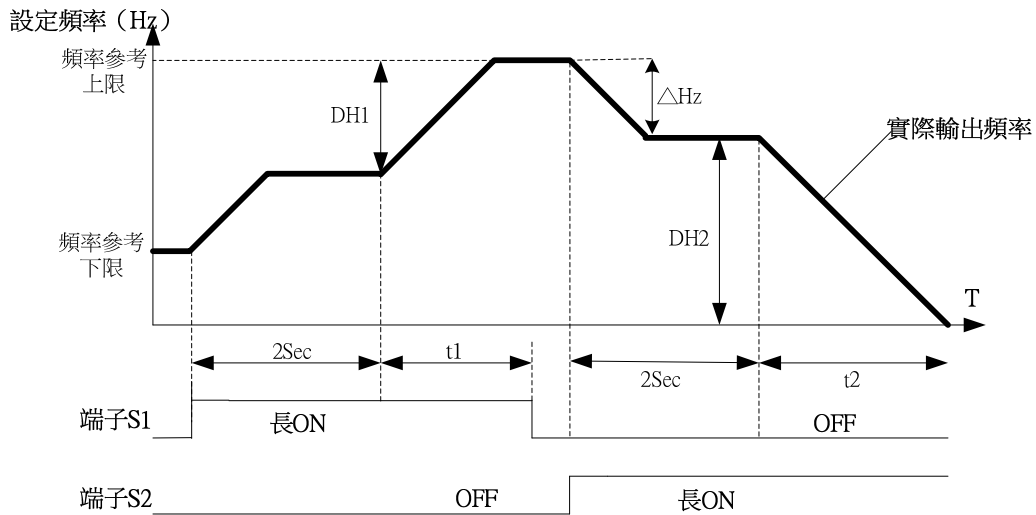 設定頻率（Hz）
頻率參考
上限
DH1
△Hz
實際輸出頻率
頻率參考
下限
DH2
T
2Sec
t1
2Sec
t2
端子S1
長ON
OFF
端子S2
OFF
長ON